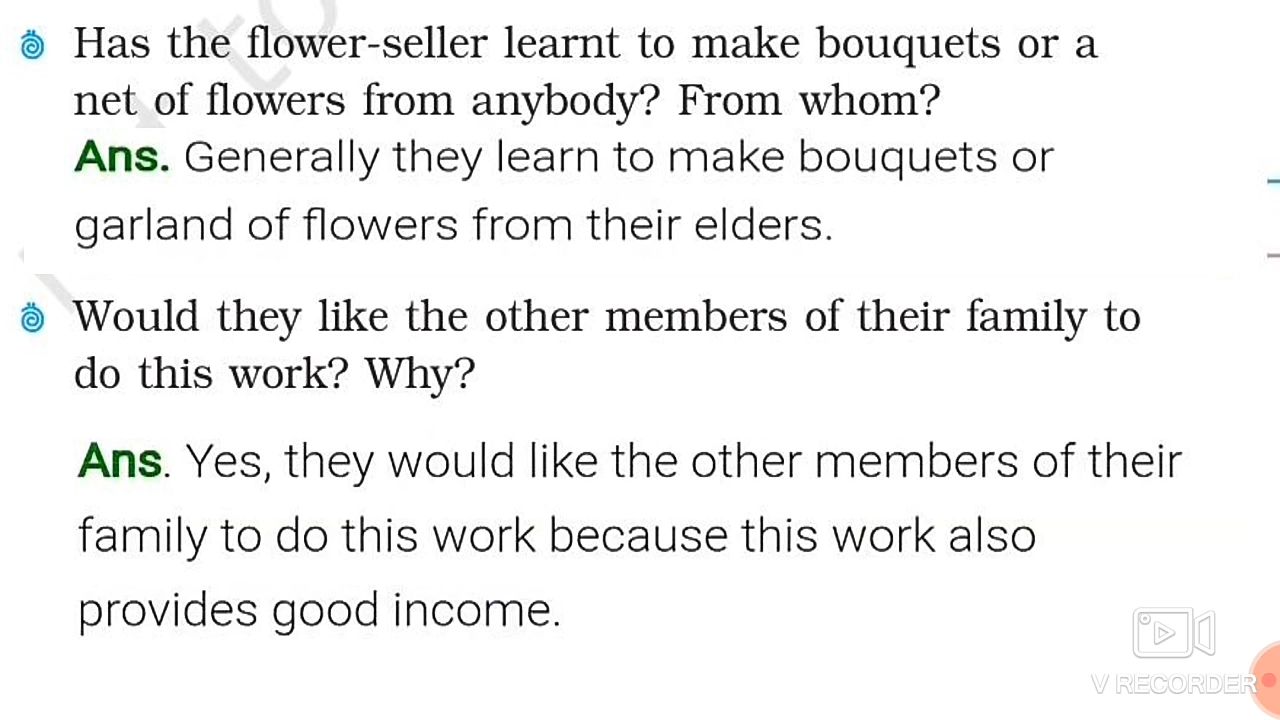 Has the flower-seller learnt to make bouquets or a
net of flowers from anybody? From whom?
Ans. Generally they learn to make bouquets or
garland of flowers from their elders.
Would they like the other members of their family to
do this work? Why?
Ans. Yes, they would like the other members of their
family to do this work because this work also
provides good income.
V RECORDER